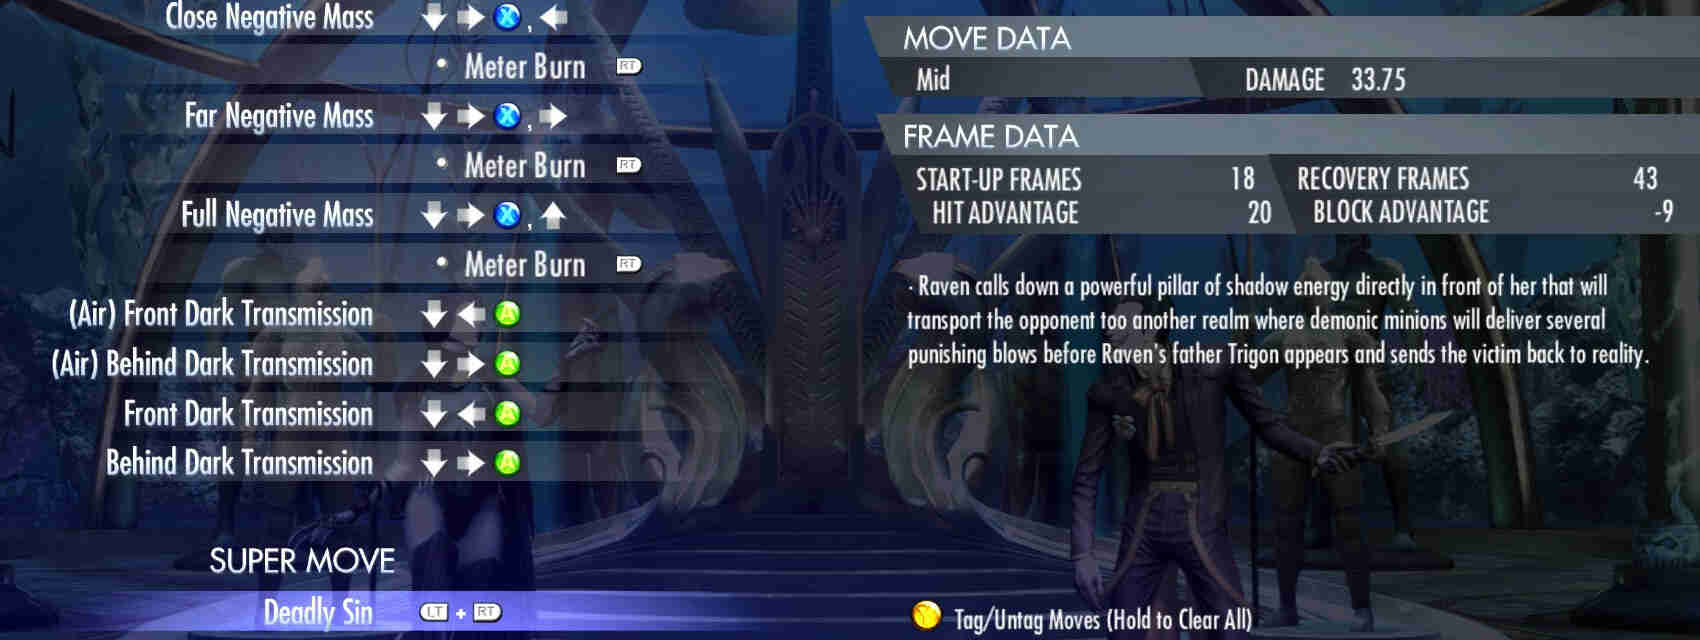 Close Negative Mass X ,
• Meter Burn RT
Far Negative Mass X ,
• Meter Burn RT
Full Negative Mass X ,
• Meter Burn RT
(Air) Front Dark Transmission A
(Air) Behind Dark Transmission A
Front Dark Transmission A
Behind Dark Transmission A
SUPER MOVE
Deadly Sin LT + RT
MOVE DATA
Mid DAMAGE 33.75
FRAME DATA
START-UP FRAMES 18 RECOVERY FRAMES 43
HIT ADVANTAGE 20 BLOCK ADVANTAGE -9
· Raven calls down a powerful pillar of shadow energy directly in front of her that will
transport the opponent too another realm where demonic minions will deliver several
punishing blows before Raven's father Trigon appears and sends the victim back to reality.
Y Tag/Untag Moves (Hold to Clear All)